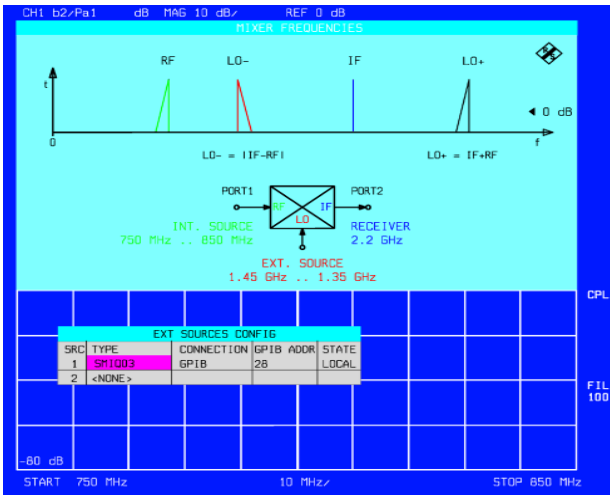 CH1 b2/Pa1 dB MAG 10 dB/ REF 0 dB
MIXER FREQUENCIES
RF LO- IF LO+
t
0 dB
0 f
LO- = |IF-RF| LO+ = IF+RF
PORT1 PORT2
RF IF
LO
INT. SOURCE RECEIVER
750 MHz .. 850 MHz 2.2 GHz
EXT. SOURCE
1.45 GHz .. 1.35 GHz
CPL
EXT SOURCES CONFIG
SRC TYPE CONNECTION GPIB ADDR STATE
1 SMIQ03 GPIB 28 LOCAL
2 <NONE>
FIL
100
-80 dB
START 750 MHz 10 MHz/ STOP 850 MHz